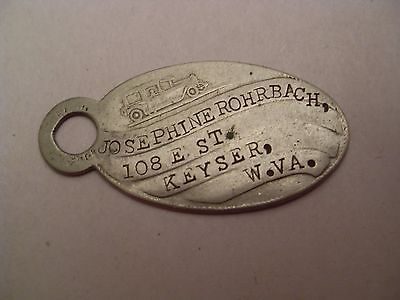 JOSEPHINE ROHRBACH,
108 E. ST.
KEYSER,
W.VA.